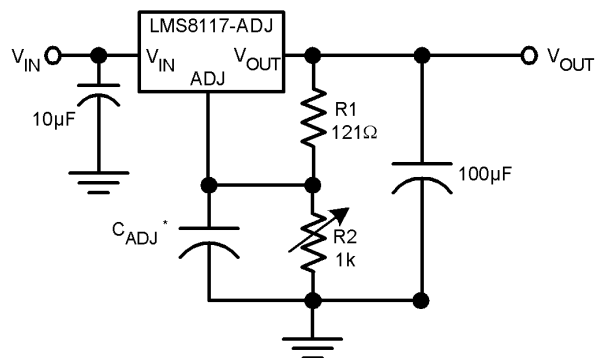 LMS8117-ADJ
VIN
VIN
VOUT
VOUT
ADJ
10µF
R1
121Ω
100µF
CADJ*
R2
1k